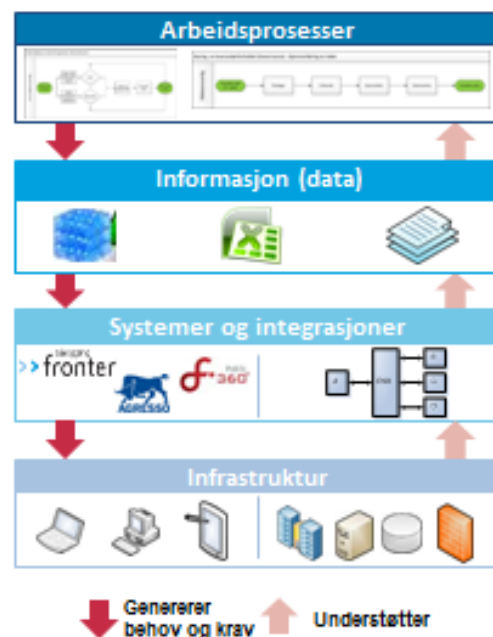 Arbeidsprosesser
Informasjon (data)
Systemer og integrasjoner
fronter
AGRESSO
360°
Infrastruktur
Genererer
behov og krav
Understøtter